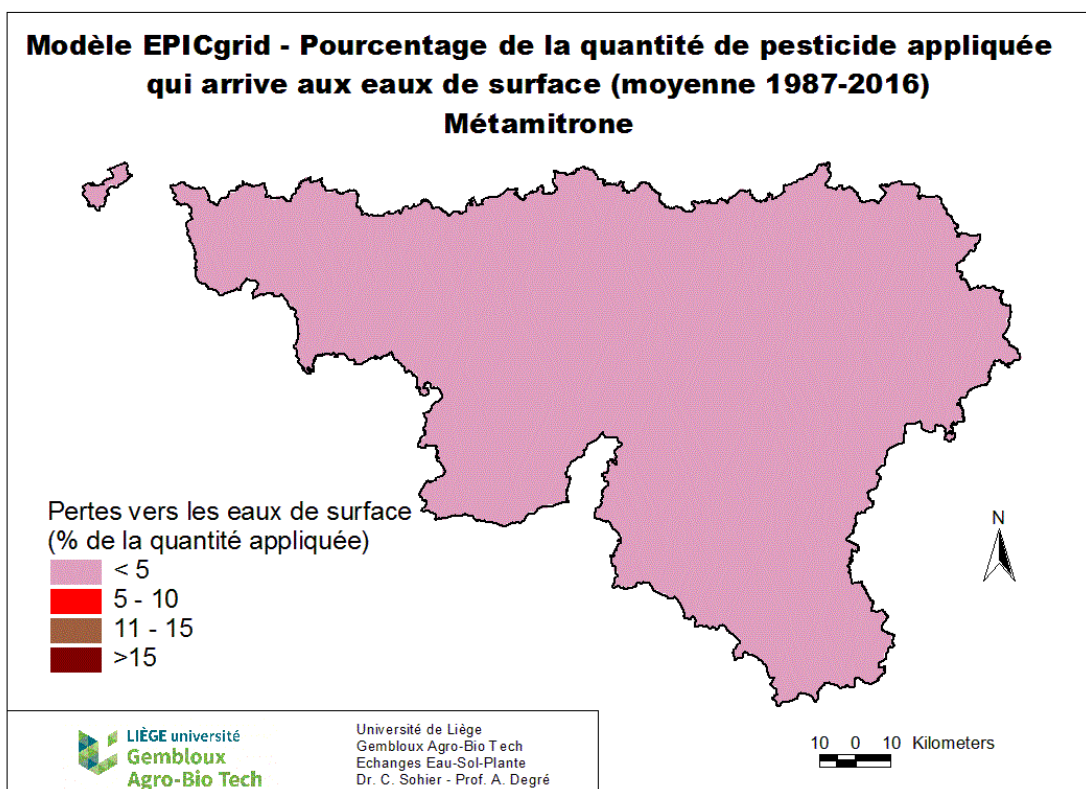 Modèle EPICgrid - Pourcentage de la quantité de pesticide appliquée
qui arrive aux eaux de surface (moyenne 1987-2016)
Métamitrone
Pertes vers les eaux de surface
(% de la quantité appliquée)
< 5
5 - 10
11 - 15
>15
N
LIÈGE université
Gembloux
Agro-Bio Tech
Université de Liège
Gembloux Agro-Bio Tech
Echanges Eau-Sol-Plante
Dr. C. Sohier - Prof. A. Degré
10 0 10 Kilometers